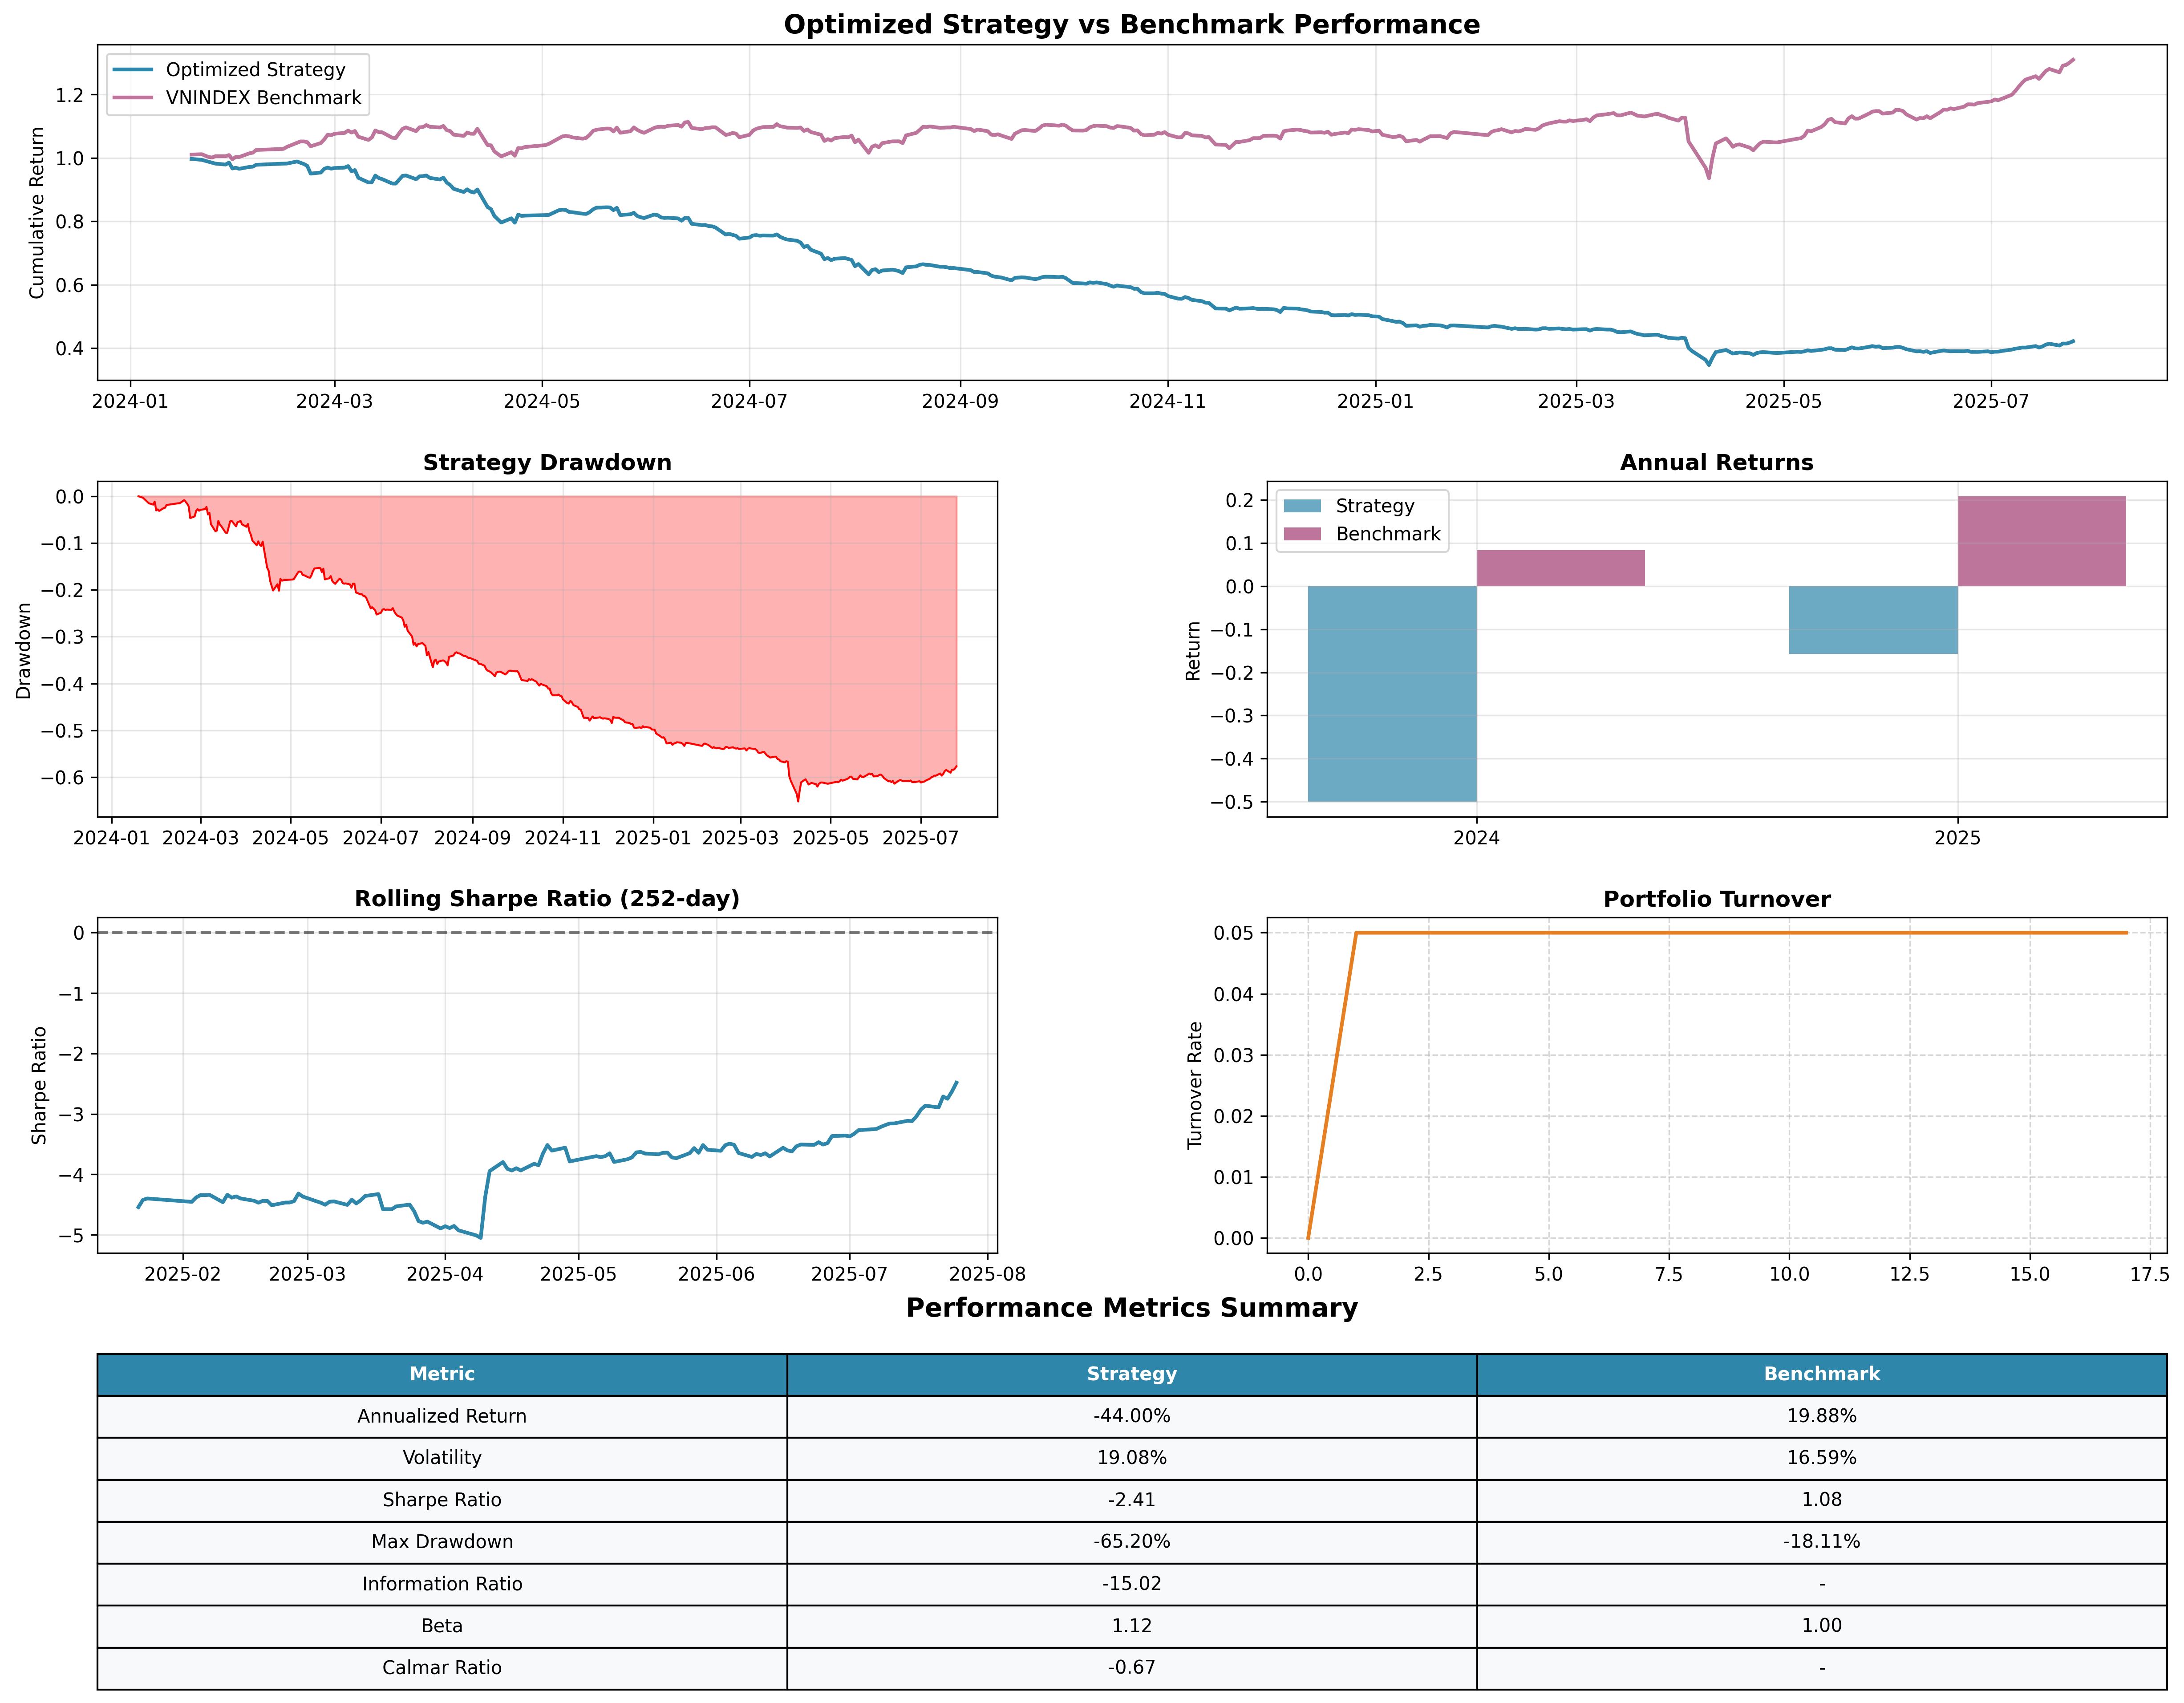 Optimized Strategy vs Benchmark Performance
Optimized Strategy
VNINDEX Benchmark
Cumulative Return
1.2
1.0
0.8
0.6
0.4
2024-01 2024-03 2024-05 2024-07 2024-09 2024-11 2025-01 2025-03 2025-05 2025-07
Strategy Drawdown
Drawdown
0.0
−0.1
−0.2
−0.3
−0.4
−0.5
−0.6
2024-01 2024-03 2024-05 2024-07 2024-09 2024-11 2025-01 2025-03 2025-05 2025-07
Annual Returns
Strategy
Benchmark
Return
0.2
0.1
0.0
−0.1
−0.2
−0.3
−0.4
−0.5
2024 2025
Rolling Sharpe Ratio (252-day)
Sharpe Ratio
0
−1
−2
−3
−4
−5
2025-02 2025-03 2025-04 2025-05 2025-06 2025-07 2025-08
Portfolio Turnover
Turnover Rate
0.05
0.04
0.03
0.02
0.01
0.00
0.0 2.5 5.0 7.5 10.0 12.5 15.0 17.5
Performance Metrics Summary
Metric Strategy Benchmark
Annualized Return -44.00% 19.88%
Volatility 19.08% 16.59%
Sharpe Ratio -2.41 1.08
Max Drawdown -65.20% -18.11%
Information Ratio -15.02 -
Beta 1.12 1.00
Calmar Ratio -0.67 -